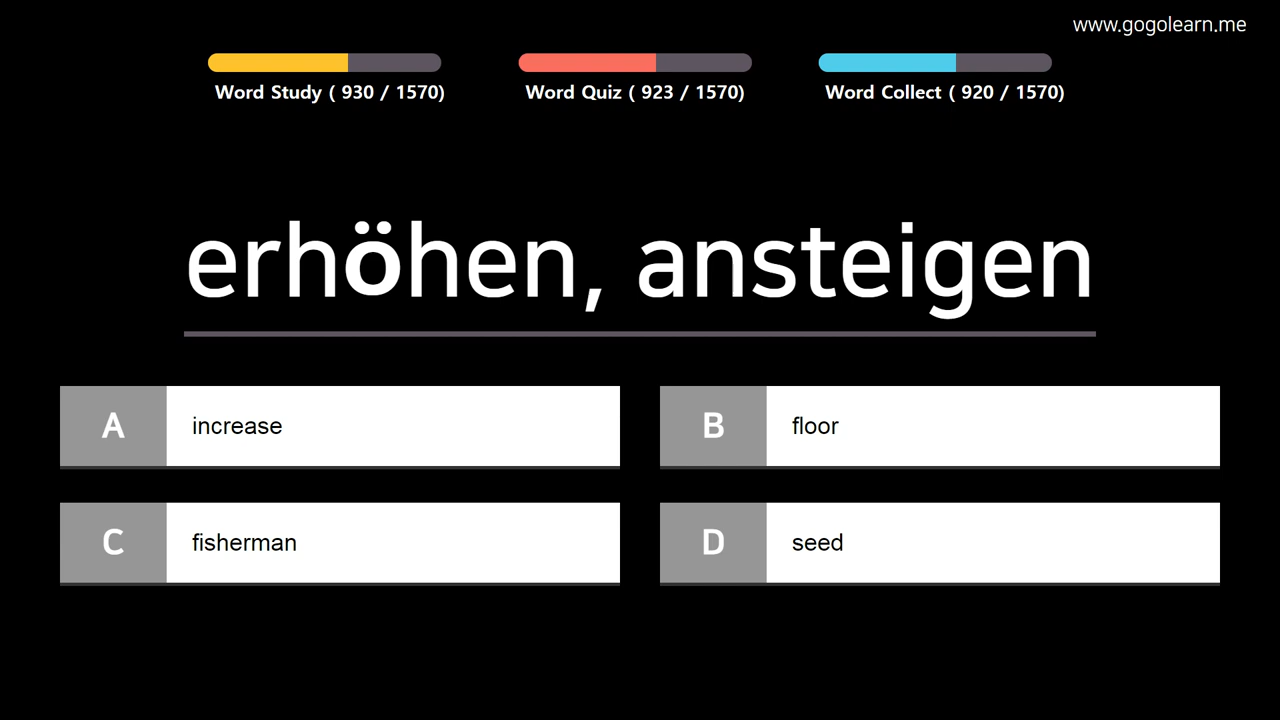 www.gogolearn.me
Word Study ( 930 / 1570)
Word Quiz ( 923 / 1570)
Word Collect ( 920 / 1570)
erhöhen, ansteigen
A increase
B floor
C fisherman
D seed